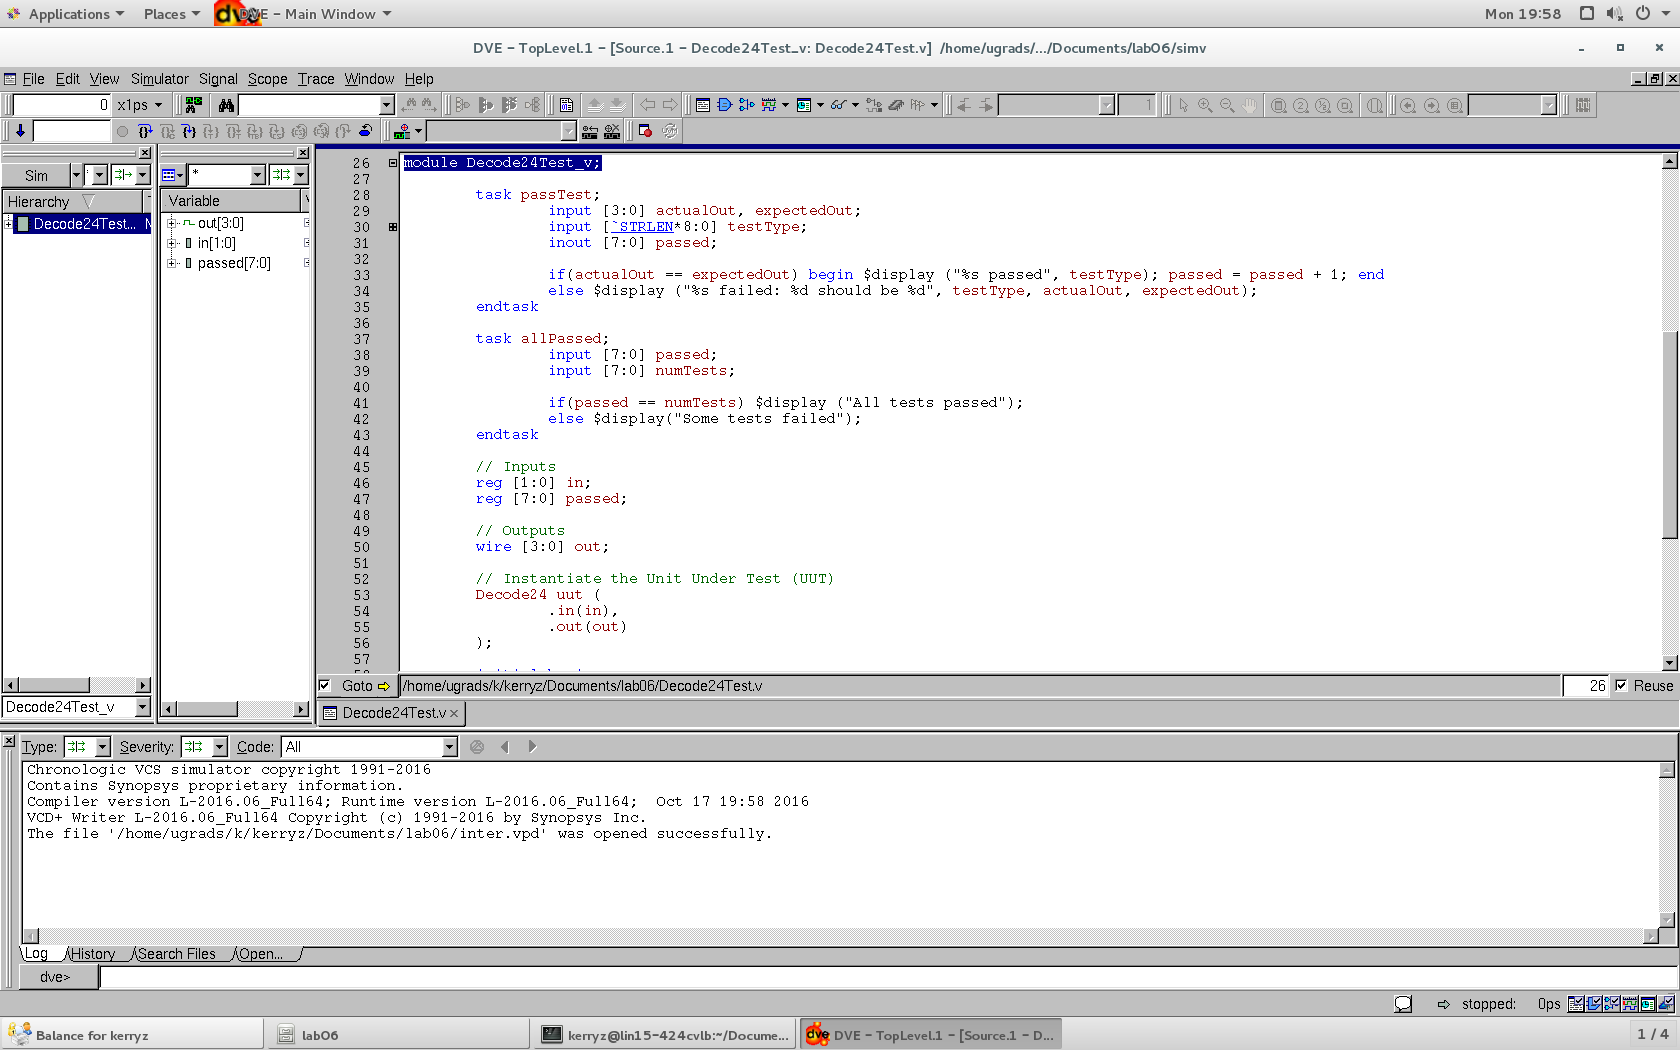 Applications Places DVE - Main Window Mon 19:58
DVE - TopLevel.1 - [Source.1 - Decode24Test_v: Decode24Test.v] /home/ugrads/.../Documents/lab06/simv
File Edit View Simulator Signal Scope Trace Window Help
0 x1ps 1
Sim *
Hierarchy Variable
Decode24Test... out[3:0]
in[1:0]
passed[7:0]
26 module Decode24Test_v;
27
28 task passTest;
29 input [3:0] actualOut, expectedOut;
30 input [`STRLEN*8:0] testType;
31 inout [7:0] passed;
32
33 if(actualOut == expectedOut) begin $display ("%s passed", testType); passed = passed + 1; end
34 else $display ("%s failed: %d should be %d", testType, actualOut, expectedOut);
35 endtask
36
37 task allPassed;
38 input [7:0] passed;
39 input [7:0] numTests;
40
41 if(passed == numTests) $display ("All tests passed");
42 else $display("Some tests failed");
43 endtask
44
45 // Inputs
46 reg [1:0] in;
47 reg [7:0] passed;
48
49 // Outputs
50 wire [3:0] out;
51
52 // Instantiate the Unit Under Test (UUT)
53 Decode24 uut (
54 .in(in),
55 .out(out)
56 );
57
Goto /home/ugrads/k/kerryz/Documents/lab06/Decode24Test.v 26 Reuse
Decode24Test_v
Decode24Test.v
Type: Severity: Code: All
Chronologic VCS simulator copyright 1991-2016
Contains Synopsys proprietary information.
Compiler version L-2016.06_Full64; Runtime version L-2016.06_Full64; Oct 17 19:58 2016
VCD+ Writer L-2016.06_Full64 Copyright (c) 1991-2016 by Synopsys Inc.
The file '/home/ugrads/k/kerryz/Documents/lab06/inter.vpd' was opened successfully.
Log History Search Files Open...
dve>
stopped: 0ps
Balance for kerryz lab06 kerryz@lin15-424cvlb:~/Docume... dve DVE - TopLevel.1 - [Source.1 - D... 1 / 4